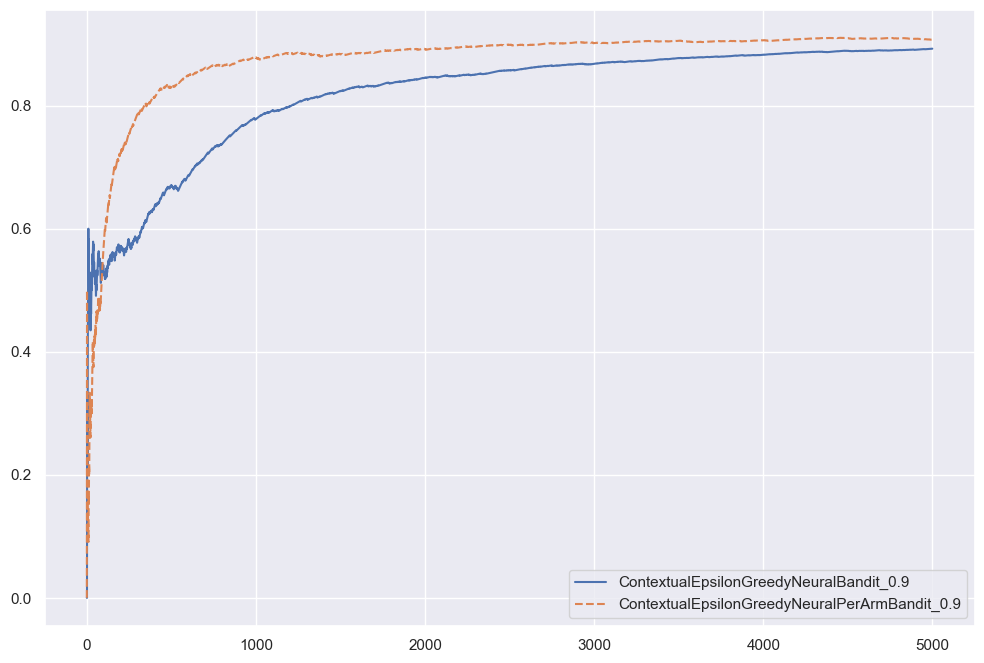 0.8
0.6
0.4
0.2
0.0
ContextualEpsilonGreedyNeuralBandit_0.9
ContextualEpsilonGreedyNeuralPerArmBandit_0.9
0 1000 2000 3000 4000 5000